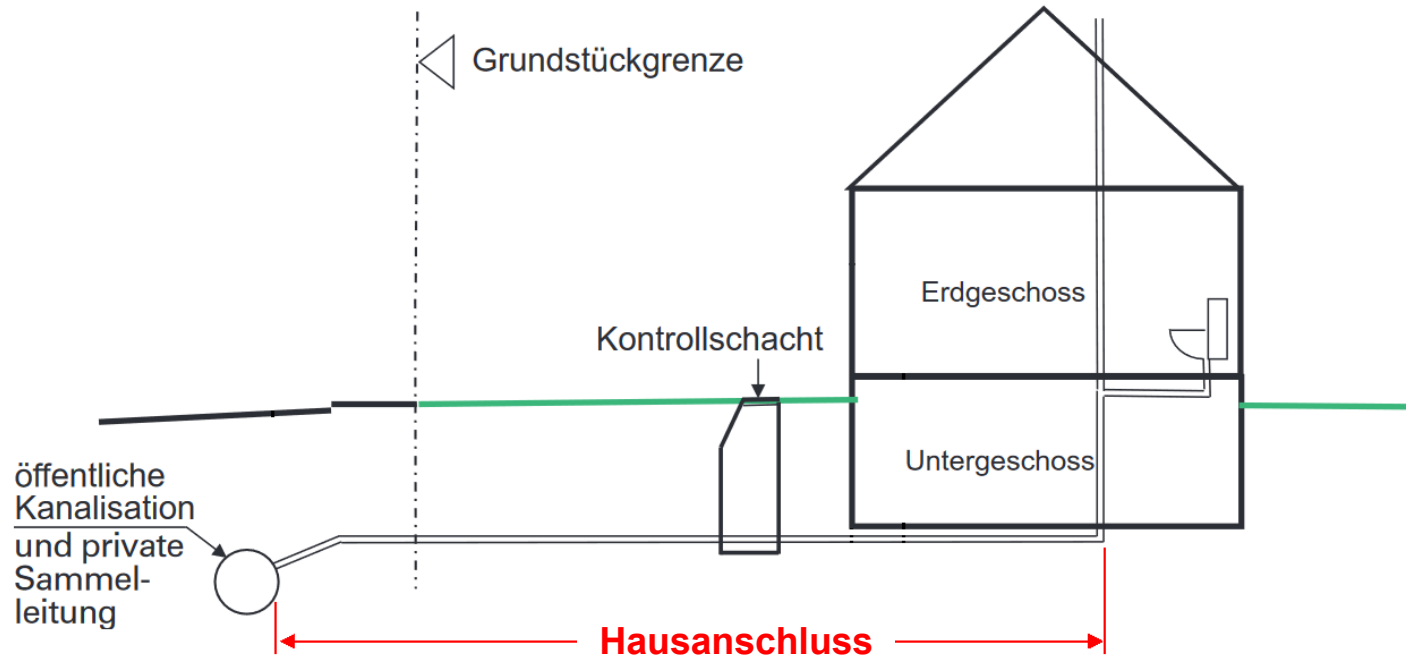 Grundstückgrenze
Erdgeschoss
Kontrollschacht
Untergeschoss
öffentliche
Kanalisation
und private
Sammel-
leitung
Hausanschluss